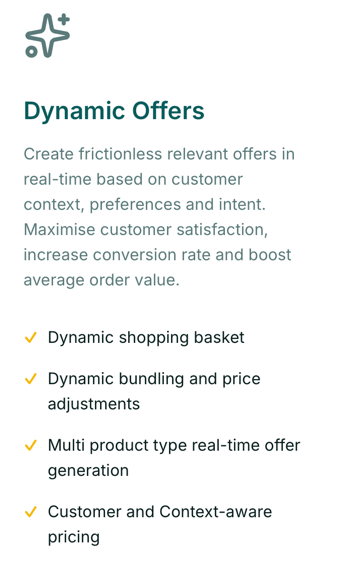 Dynamic Offers
Create frictionless relevant offers in
real-time based on customer
context, preferences and intent.
Maximise customer satisfaction,
increase conversion rate and boost
average order value.
Dynamic shopping basket
Dynamic bundling and price
adjustments
Multi product type real-time offer
generation
Customer and Context-aware
pricing